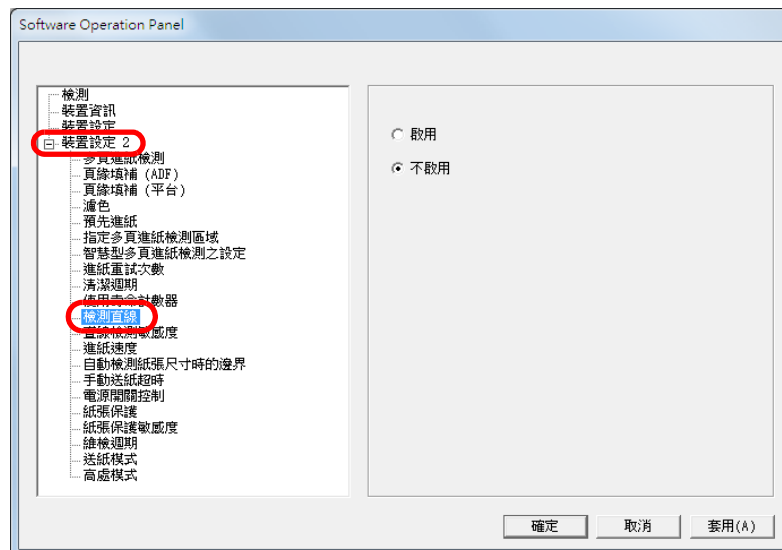 Software Operation Panel
檢測
裝置資訊
裝置設定
裝置設定 2
多頁進紙檢測
頁緣填補 (ADF)
頁緣填補 (平台)
濾色
預先進紙
指定多頁進紙檢測區域
智慧型多頁進紙檢測之設定
進紙重試次數
清潔週期
使用壽命計數器
檢測直線
直線檢測敏感度
進紙速度
自動檢測紙張尺寸時的邊界
手動送紙超時
電源開關控制
紙張保護
紙張保護敏感度
維檢週期
送紙模式
高處模式
啟用
不啟用
確定
取消
套用(A)